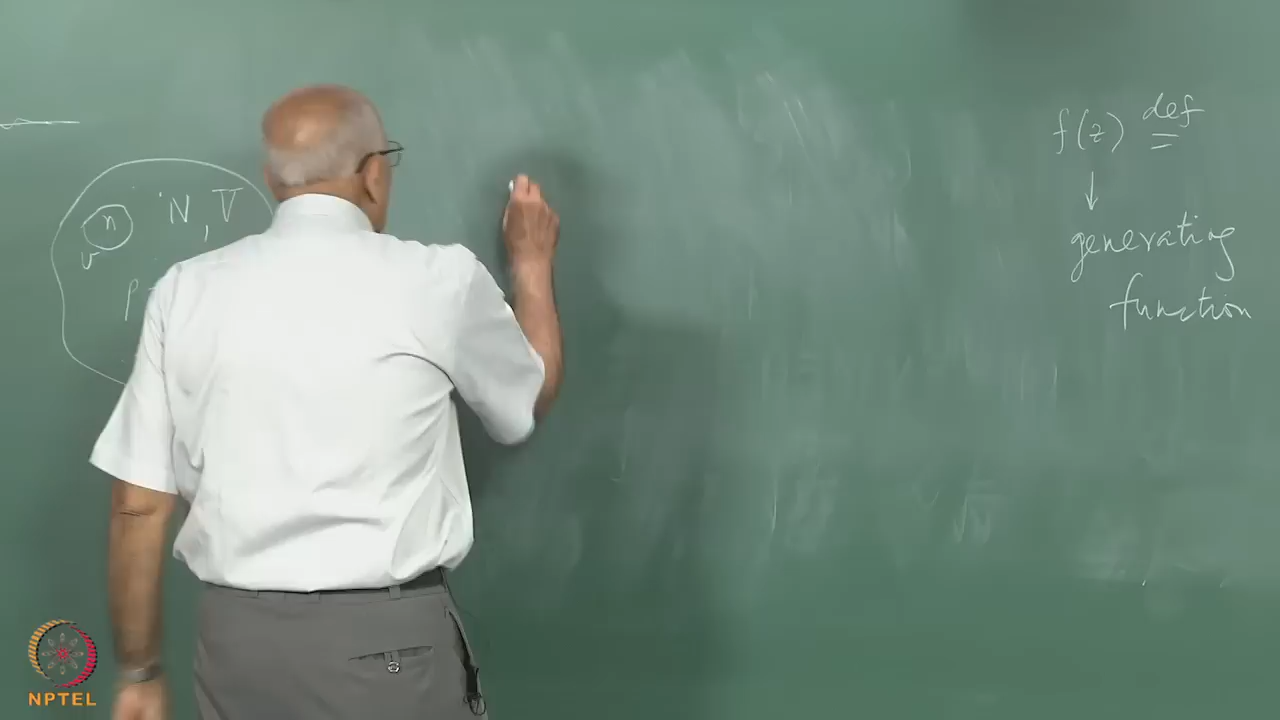 n N, V
v
p
f(z) def =
generating
function
NPTEL